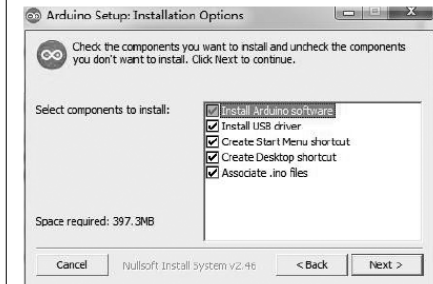 Arduino Setup: Installation Options
Check the components you want to install and uncheck the components
you don't want to install. Click Next to continue.
Select components to install:
Install Arduino software
Install USB driver
Create Start Menu shortcut
Create Desktop shortcut
Associate .ino files
Space required: 397.3MB
Cancel
Nullsoft Install System v2.46
< Back
Next >